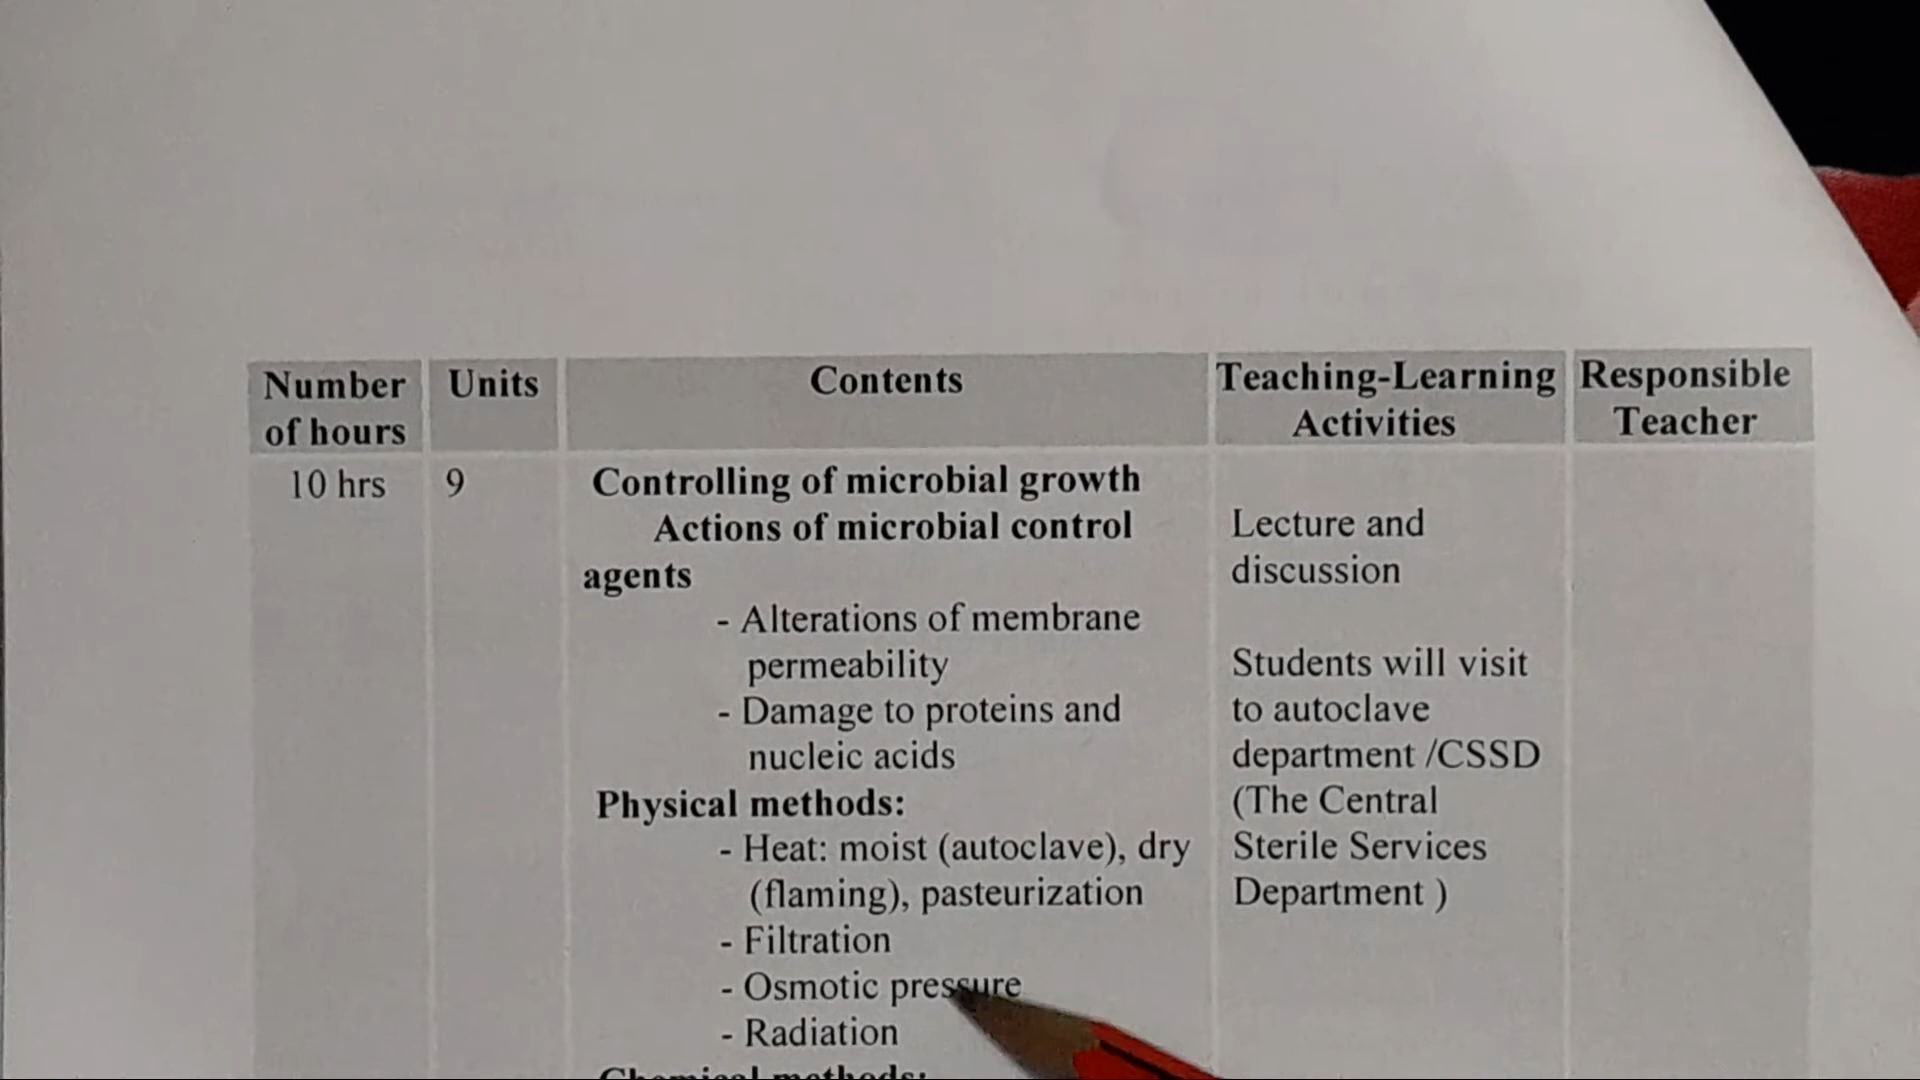 Number of hours
Units
Contents
Teaching-Learning Activities
Responsible Teacher
10 hrs
9
Controlling of microbial growth
Actions of microbial control
agents
- Alterations of membrane
permeability
- Damage to proteins and
nucleic acids
Physical methods:
- Heat: moist (autoclave), dry
(flaming), pasteurization
- Filtration
- Osmotic pressure
- Radiation
Chemical methods:
Lecture and
discussion
Students will visit
to autoclave
department /CSSD
(The Central
Sterile Services
Department )